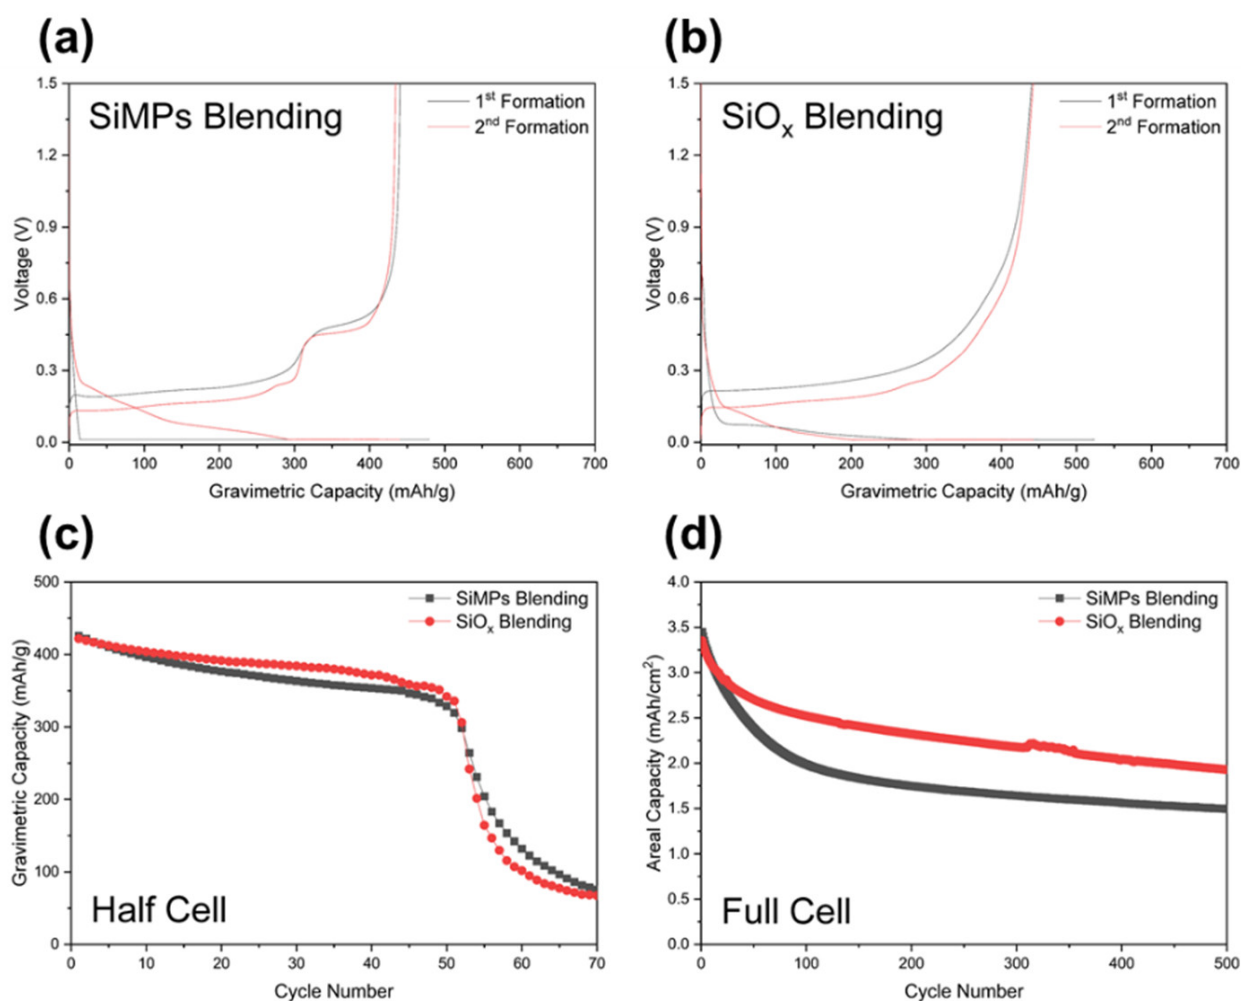 (a)
SiMPs Blending
1st Formation
2nd Formation
1.5
1.2
0.9
0.6
0.3
0.0
Voltage (V)
0 100 200 300 400 500 600 700
Gravimetric Capacity (mAh/g)
(b)
SiOx Blending
1st Formation
2nd Formation
1.5
1.2
0.9
0.6
0.3
0.0
Voltage (V)
0 100 200 300 400 500 600 700
Gravimetric Capacity (mAh/g)
(c)
SiMPs Blending
SiOx Blending
500
400
300
200
100
0
Gravimetric Capacity (mAh/g)
Half Cell
0 10 20 30 40 50 60 70
Cycle Number
(d)
SiMPs Blending
SiOx Blending
4.0
3.5
3.0
2.5
2.0
1.5
1.0
0.5
0.0
Areal Capacity (mAh/cm2)
Full Cell
0 100 200 300 400 500
Cycle Number